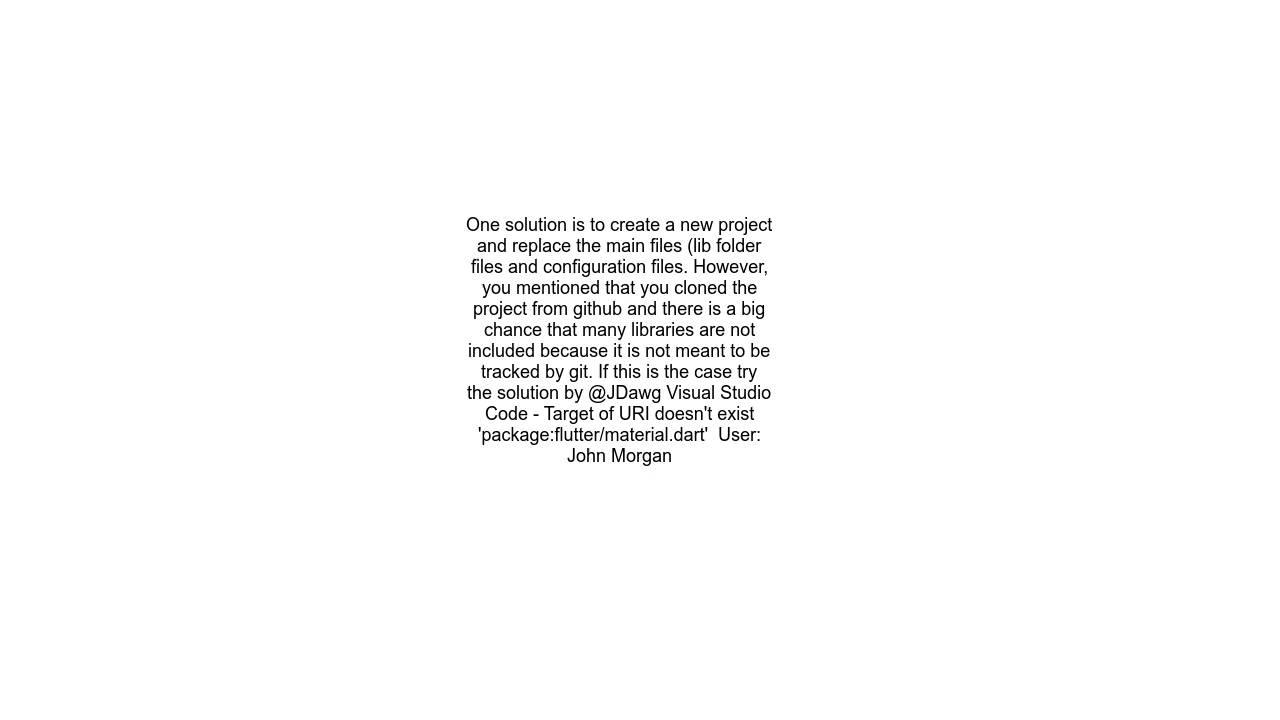 One solution is to create a new project
and replace the main files (lib folder
files and configuration files. However,
you mentioned that you cloned the
project from github and there is a big
chance that many libraries are not
included because it is not meant to be
tracked by git. If this is the case try
the solution by @JDawg Visual Studio
Code - Target of URI doesn't exist
'package:flutter/material.dart'  User:
John Morgan